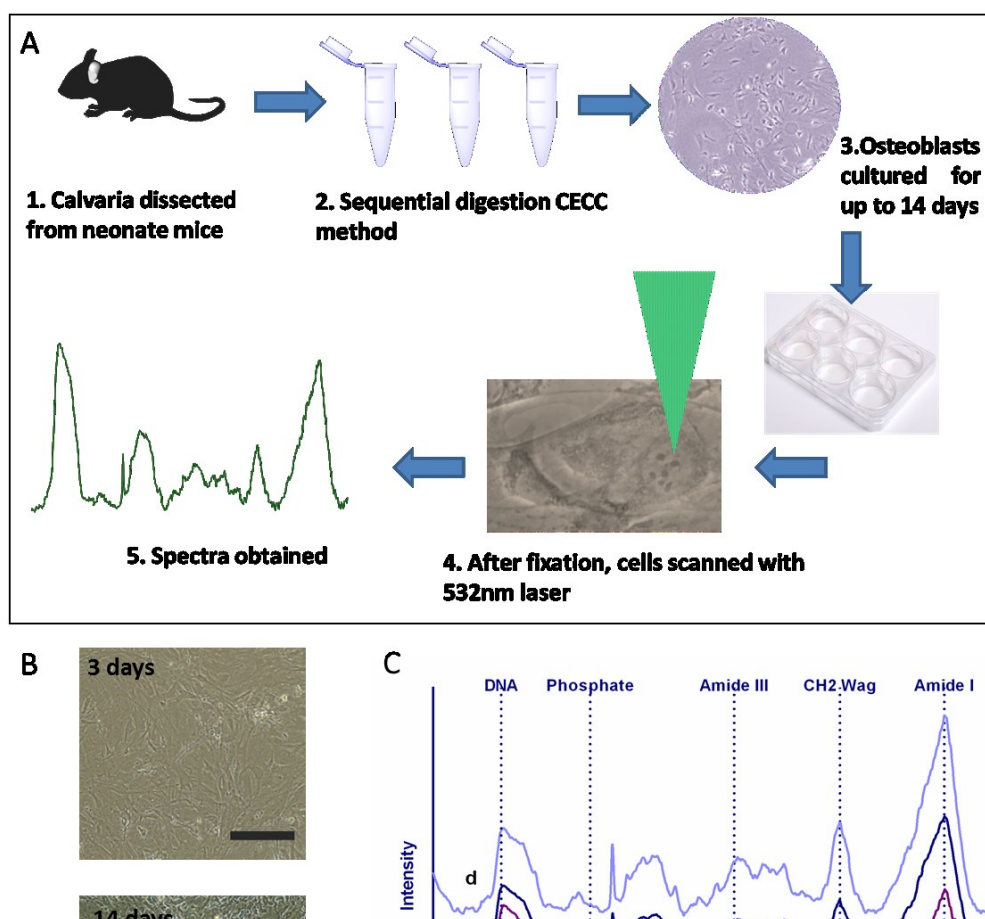 A
1. Calvaria dissected
from neonate mice
2. Sequential digestion CECC
method
3.Osteoblasts
cultured for
up to 14 days
5. Spectra obtained
4. After fixation, cells scanned with
532nm laser
B
3 days
14 days
C
DNA Phosphate Amide III CH2-Wag Amide I
Intensity
d